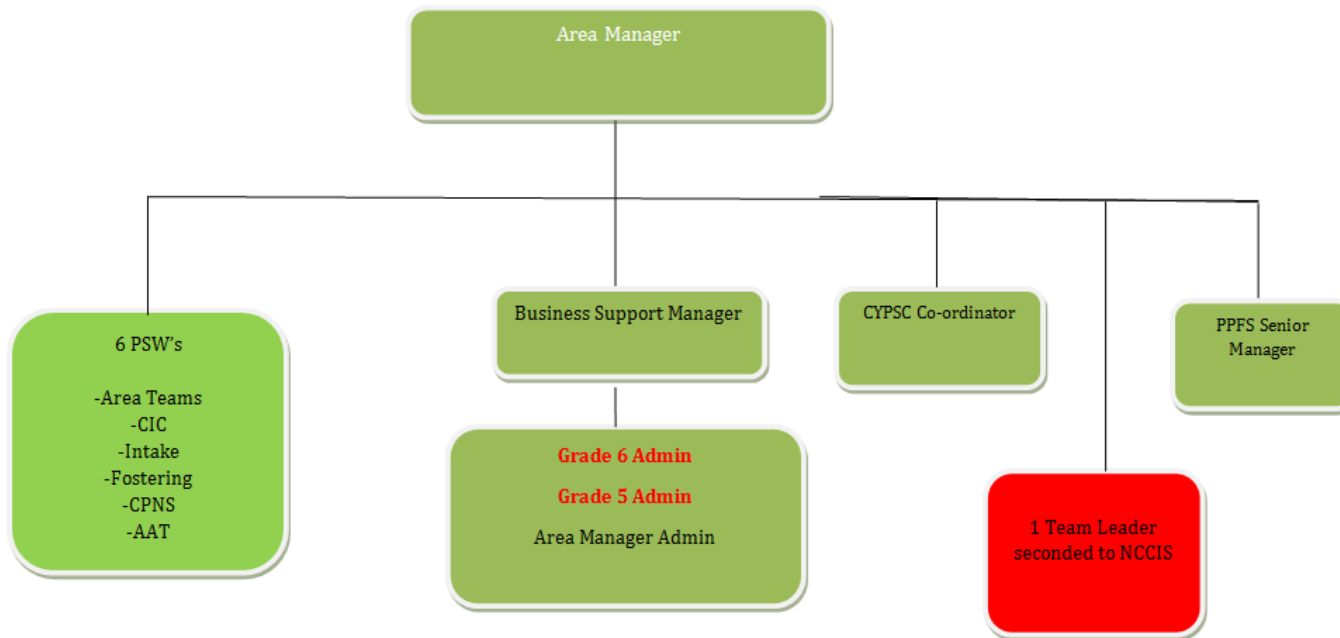 Area Manager
6 PSW's
-Area Teams
-CIC
-Intake
-Fostering
-CPNS
-AAT
Business Support Manager
Grade 6 Admin
Grade 5 Admin
Area Manager Admin
CYPSC Co-ordinator
1 Team Leader
seconded to NCCIS
PPFS Senior
Manager